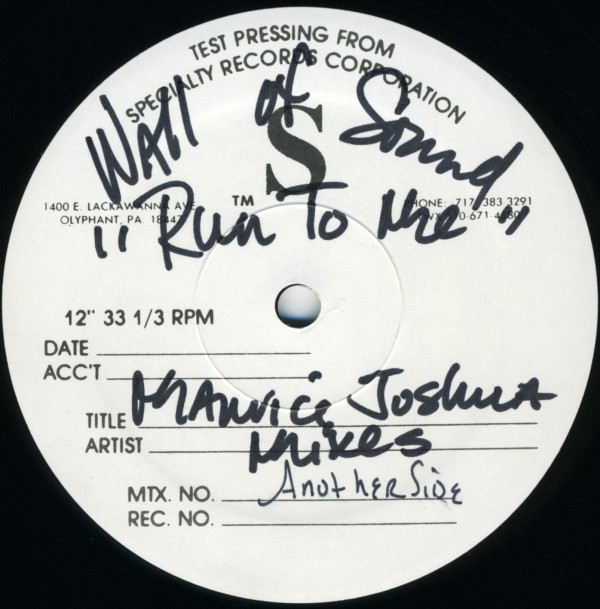 TEST PRESSING FROM
SPECIALTY RECORDS CORPORATION
Wall of Sound
S
TM
1400 E. LACKAWANNA AVE
OLYPHANT, PA. 18447
PHONE: 717 383 3291
"Run To Me"
12" 33 1/3 RPM
DATE
ACC'T
TITLE Maurice Joshua
ARTIST Mixes
MTX. NO. Another Side
REC. NO.